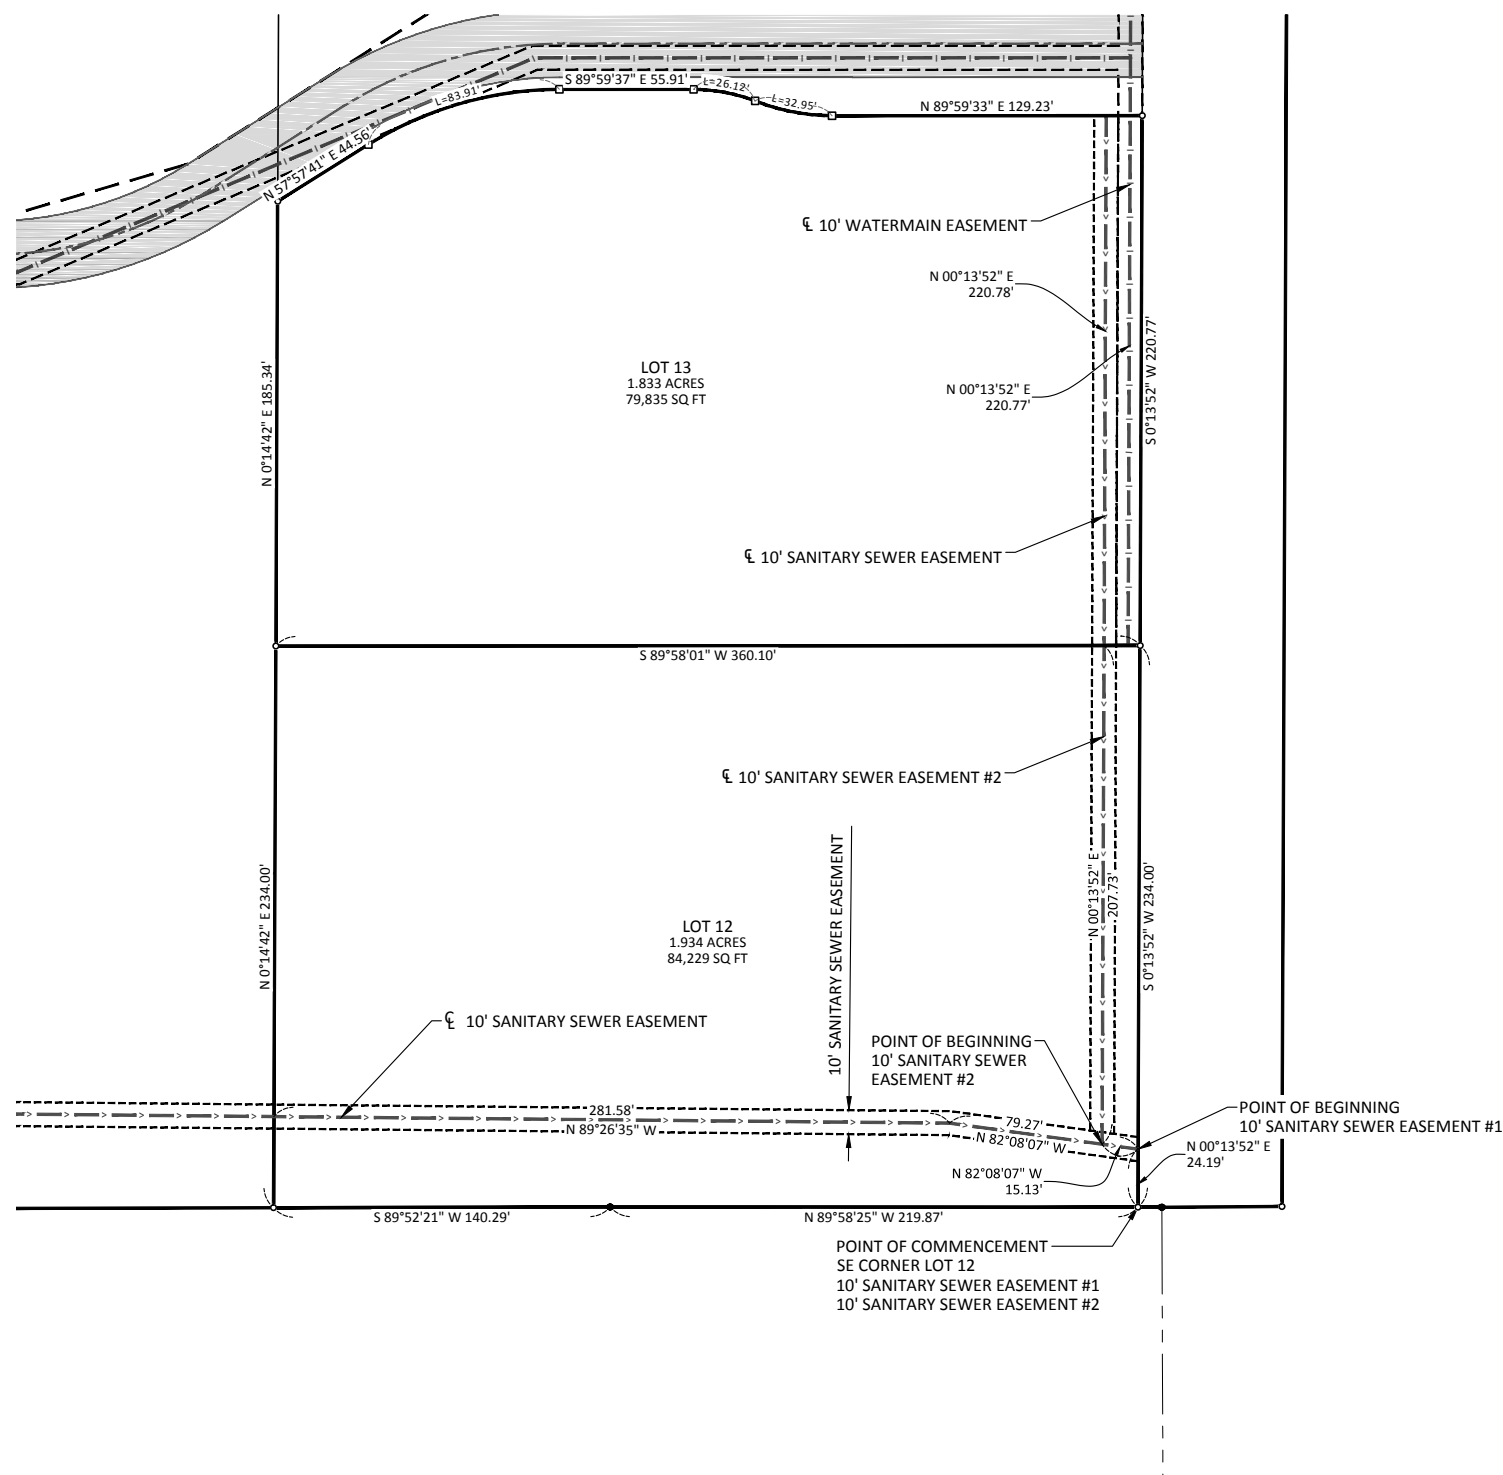 S 89°59'37" E 55.91'
L=26.12'
L=83.91'
L=32.95'
N 89°59'33" E 129.23'
N 57°57'41" E 44.56'
℄ 10' WATERMAIN EASEMENT
N 00°13'52" E
220.78'
S 0°13'52" W 220.77'
N 0°14'42" E 185.34'
LOT 13
1.833 ACRES
79,835 SQ FT
N 00°13'52" E
220.77'
℄ 10' SANITARY SEWER EASEMENT
S 89°58'01" W 360.10'
℄ 10' SANITARY SEWER EASEMENT #2
10' SANITARY SEWER EASEMENT
N 00°13'52" E
207.73'
S 0°13'52" W 234.00'
N 0°14'42" E 234.00'
LOT 12
1.934 ACRES
84,229 SQ FT
℄ 10' SANITARY SEWER EASEMENT
POINT OF BEGINNING
10' SANITARY SEWER
EASEMENT #2
281.58'
N 89°26'35" W
79.27'
N 82°08'07" W
POINT OF BEGINNING
10' SANITARY SEWER EASEMENT #1
N 00°13'52" E
24.19'
N 82°08'07" W
15.13'
S 89°52'21" W 140.29'
N 89°58'25" W 219.87'
POINT OF COMMENCEMENT
SE CORNER LOT 12
10' SANITARY SEWER EASEMENT #1
10' SANITARY SEWER EASEMENT #2